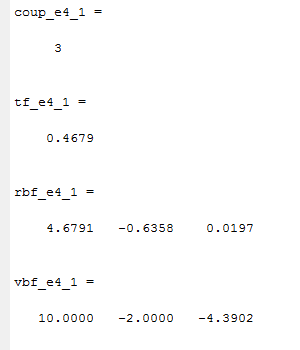 coup_e4_1 =
3
tf_e4_1 =
0.4679
rbf_e4_1 =
4.6791 -0.6358 0.0197
vbf_e4_1 =
10.0000 -2.0000 -4.3902